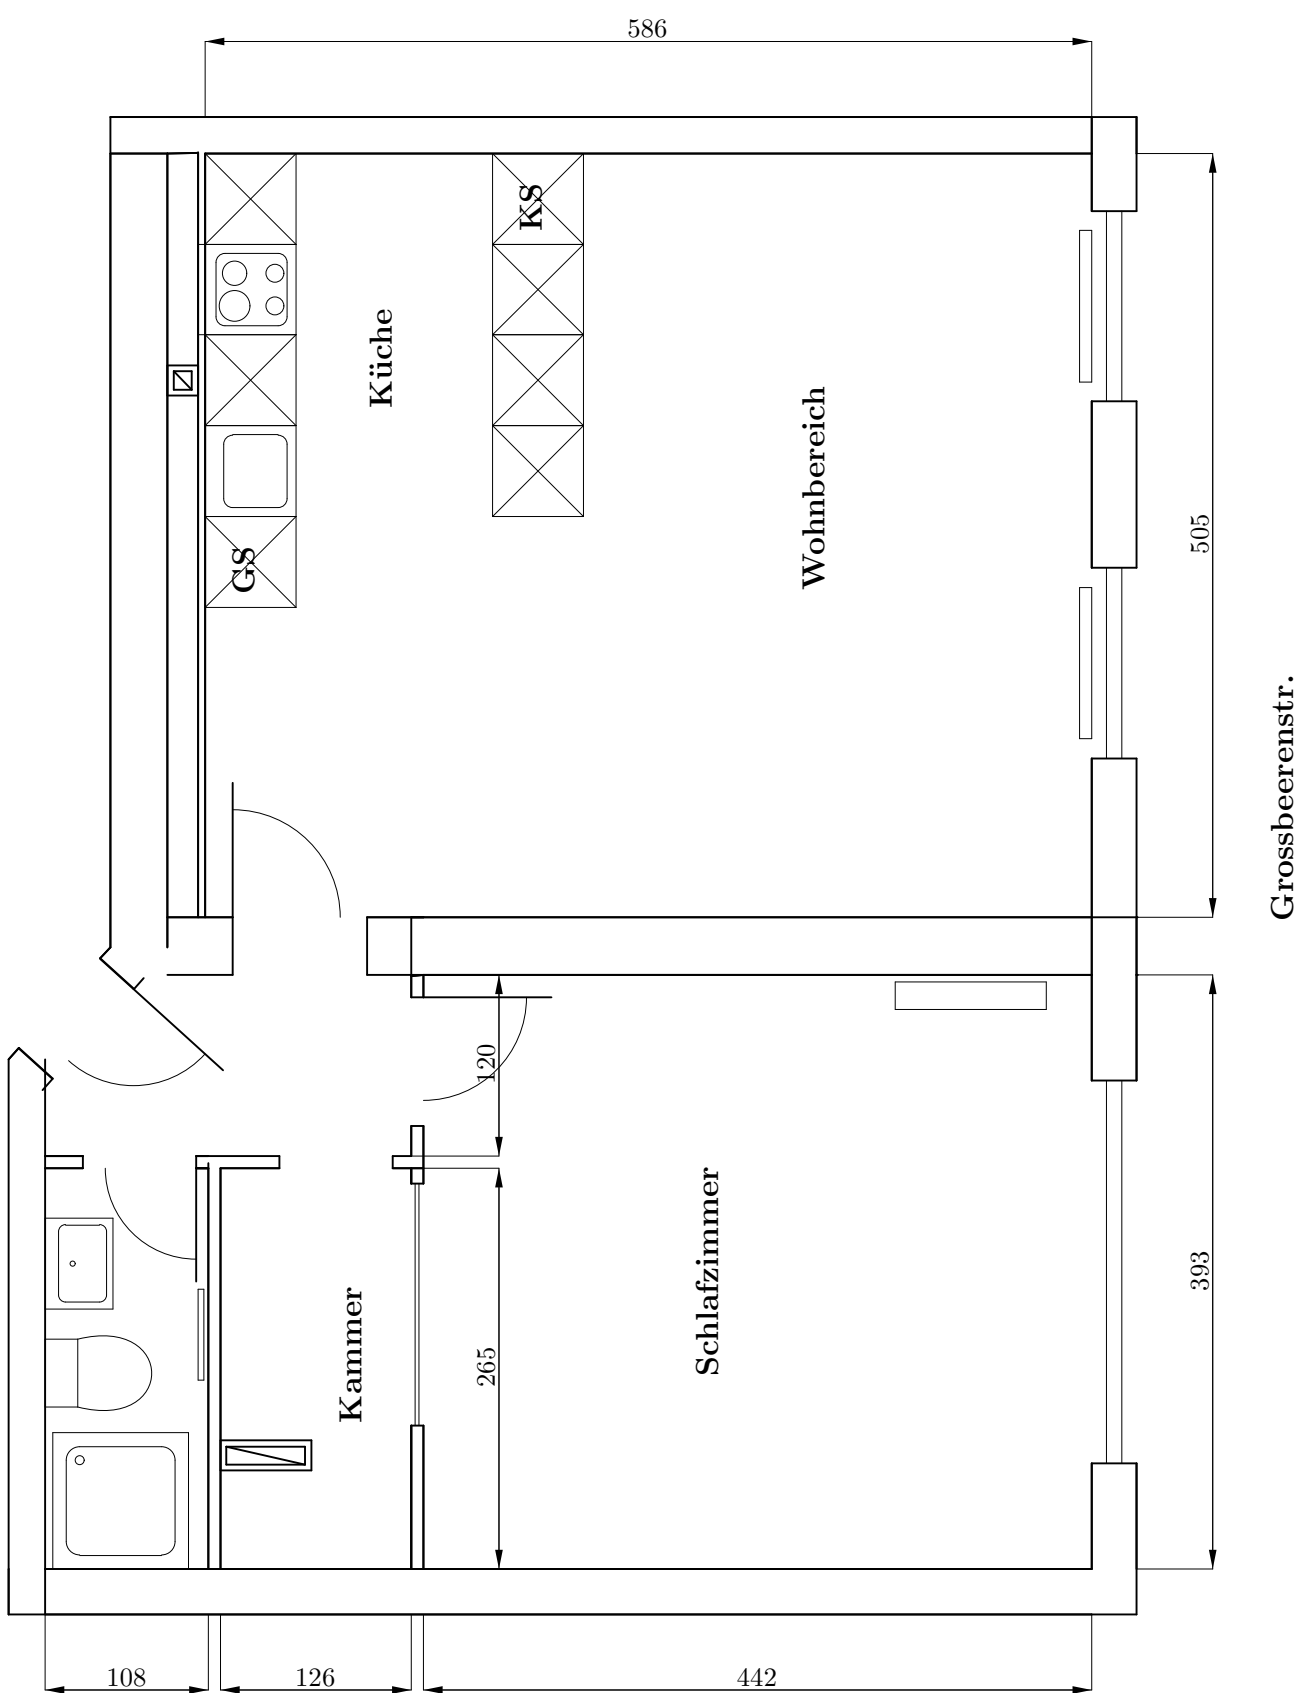 586
KS
Küche
Wohnbereich
GS
505
Grossbeerenstr.
120
Schlafzimmer
393
Kammer
265
108
126
442